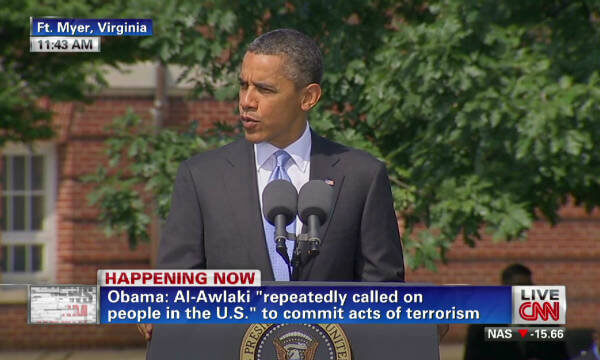 Ft. Myer, Virginia
11:43 AM
HAPPENING NOW
Obama: Al-Awlaki "repeatedly called on
people in the U.S." to commit acts of terrorism
LIVE
CNN
NAS ▼ -15.66